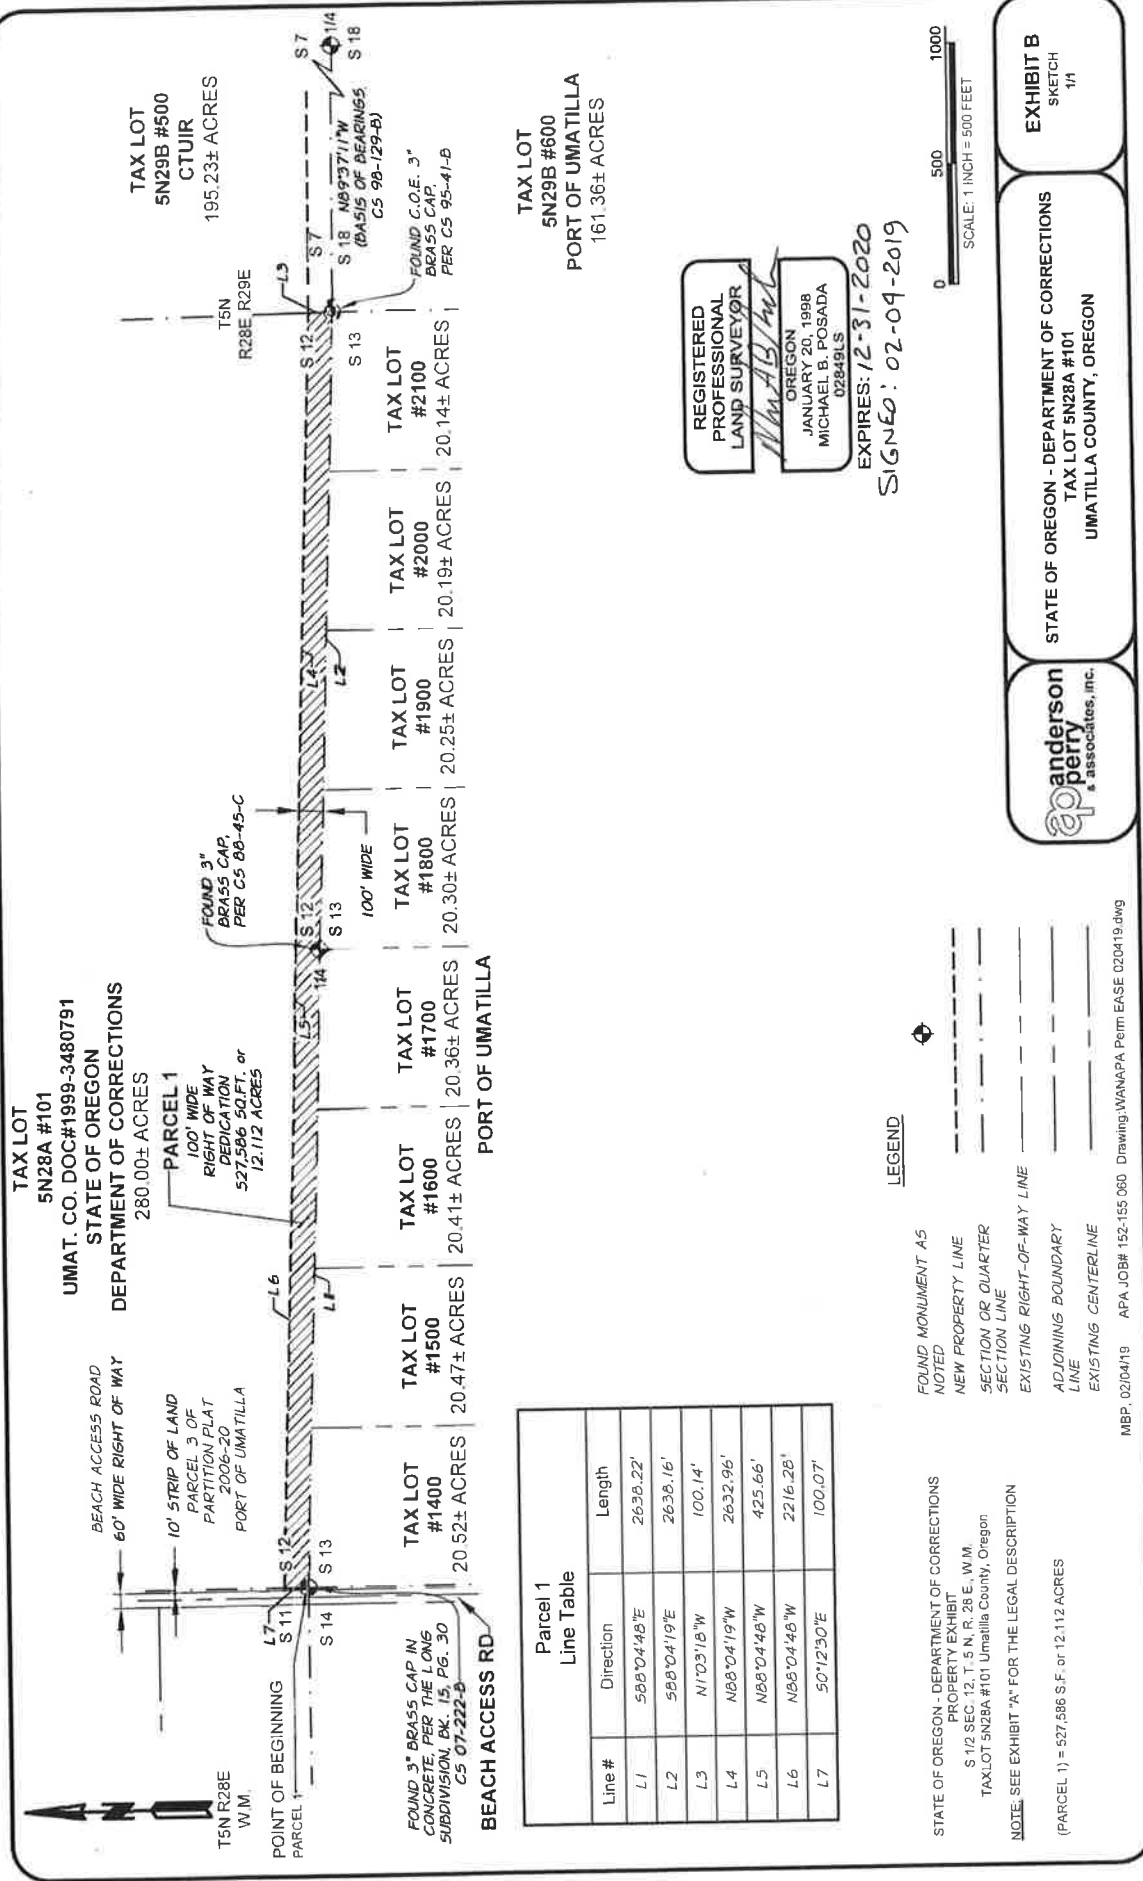 TAX LOT
5N28A #101
UMAT. CO. DOC#1999-3480791
STATE OF OREGON
DEPARTMENT OF CORRECTIONS
280.00± ACRES
PARCEL 1
100' WIDE
RIGHT OF WAY
DEDICATION
527,586 SQ.FT. or
12.112 ACRES
BEACH ACCESS ROAD
60' WIDE RIGHT OF WAY
10' STRIP OF LAND
PARCEL 3 OF
PARTITION PLAT
2006-20
PORT OF UMATILLA
T5N R28E
W.M.
POINT OF BEGINNING
PARCEL 1
L7
S 11
S 12
S 14
S 13
FOUND 3" BRASS CAP IN
CONCRETE, PER THE LONG
SUBDIVISION, BK. 15, PG. 30
CS 07-222-B
BEACH ACCESS RD
L6
L1
L5
1/4
S 12
S 13
FOUND 3"
BRASS CAP,
PER CS 88-45-C
100' WIDE
L4
L2
TAX LOT
5N29B #500
CTUIR
195.23± ACRES
T5N
R28E R29E
L3
S 12
S 13
S 7
S 18
N89°37'11"W
(BASIS OF BEARINGS,
CS 98-129-B)
S 7
1/4
S 18
FOUND C.O.E. 3"
BRASS CAP,
PER CS 95-41-B
TAX LOT
#1400
20.52± ACRES
TAX LOT
#1500
20.47± ACRES
TAX LOT
#1600
20.41± ACRES
TAX LOT
#1700
20.36± ACRES
TAX LOT
#1800
20.30± ACRES
TAX LOT
#1900
20.25± ACRES
TAX LOT
#2000
20.19± ACRES
TAX LOT
#2100
20.14± ACRES
PORT OF UMATILLA
TAX LOT
5N29B #600
PORT OF UMATILLA
161.36± ACRES
Parcel 1
Line Table
Line # Direction Length
L1 S88°04'48"E 2638.22'
L2 S88°04'19"E 2638.16'
L3 N1°03'18"W 100.14'
L4 N88°04'19"W 2632.96'
L5 N88°04'48"W 425.66'
L6 N88°04'48"W 2216.28'
L7 S0°12'30"E 100.07'
REGISTERED
PROFESSIONAL
LAND SURVEYOR
OREGON
JANUARY 20, 1998
MICHAEL B. POSADA
02849LS
EXPIRES: 12-31-2020
SIGNED: 02-04-2019
LEGEND
FOUND MONUMENT AS
NOTED
NEW PROPERTY LINE
SECTION OR QUARTER
SECTION LINE
EXISTING RIGHT-OF-WAY LINE
ADJOINING BOUNDARY
LINE
EXISTING CENTERLINE
0 500 1000
SCALE: 1 INCH = 500 FEET
STATE OF OREGON - DEPARTMENT OF CORRECTIONS
PROPERTY EXHIBIT
S 1/2 SEC. 12, T. 5 N, R. 28 E., W.M.
TAXLOT 5N28A #101 Umatilla County, Oregon
NOTE: SEE EXHIBIT "A" FOR THE LEGAL DESCRIPTION
(PARCEL 1) = 527,586 S.F. or 12.112 ACRES
MBP, 02/04/19 APA JOB# 152-155 060 Drawing:WANAPA Perm EASE 020419.dwg
ap anderson
perry
& associates, inc.
STATE OF OREGON - DEPARTMENT OF CORRECTIONS
TAX LOT 5N28A #101
UMATILLA COUNTY, OREGON
EXHIBIT B
SKETCH
1/1